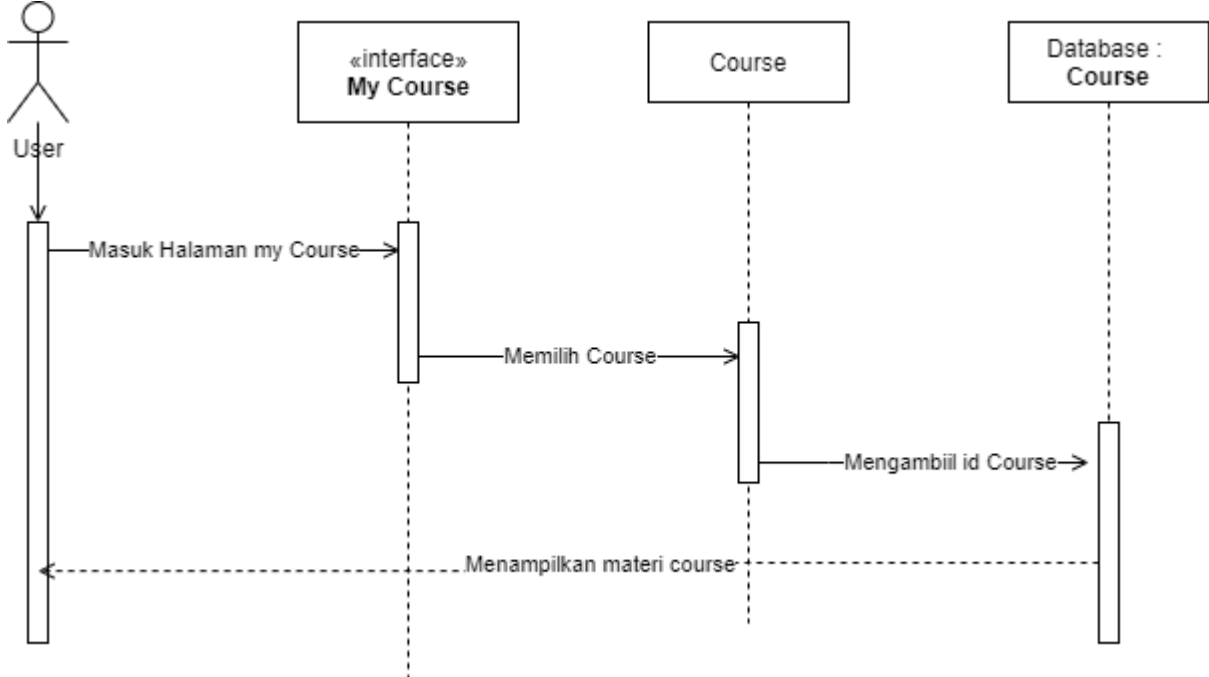 «interface»
My Course
Course
Database :
Course
User
Masuk Halaman my Course
Memilih Course
Mengambiil id Course
Menampilkan materi course